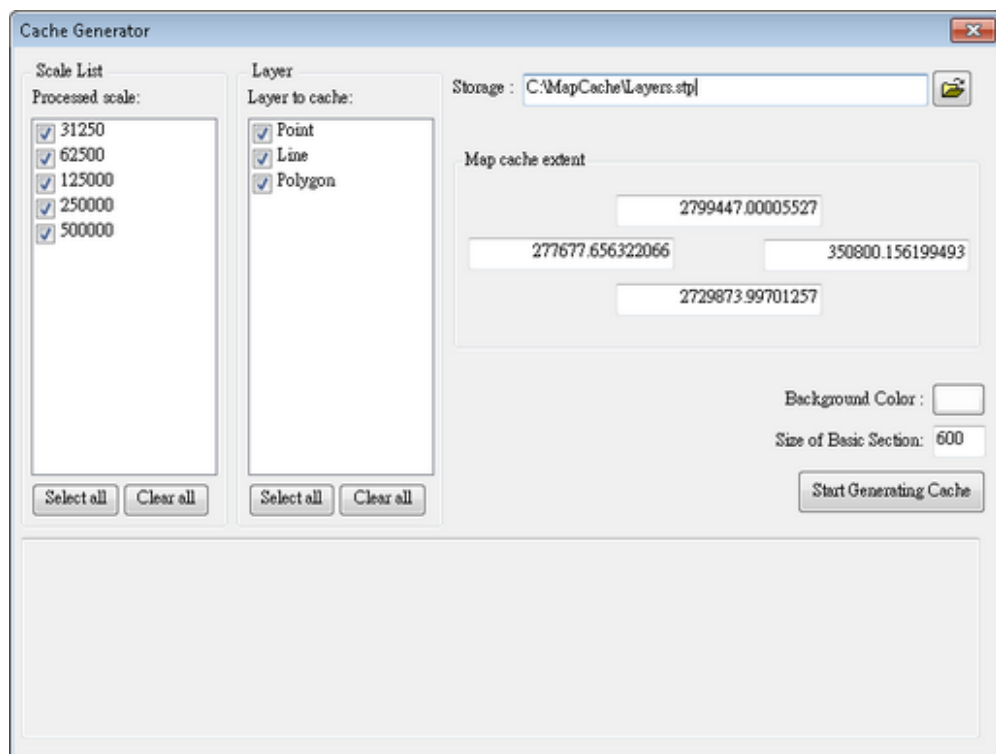 Cache Generator
Scale List
Processed scale:
31250
62500
125000
250000
500000
Select all
Clear all
Layer
Layer to cache:
Point
Line
Polygon
Select all
Clear all
Storage : C:\MapCache\Layers.stp
Map cache extent
2799447.00005527
277677.656322066
350800.156199493
2729873.99701257
Background Color :
Size of Basic Section: 600
Start Generating Cache